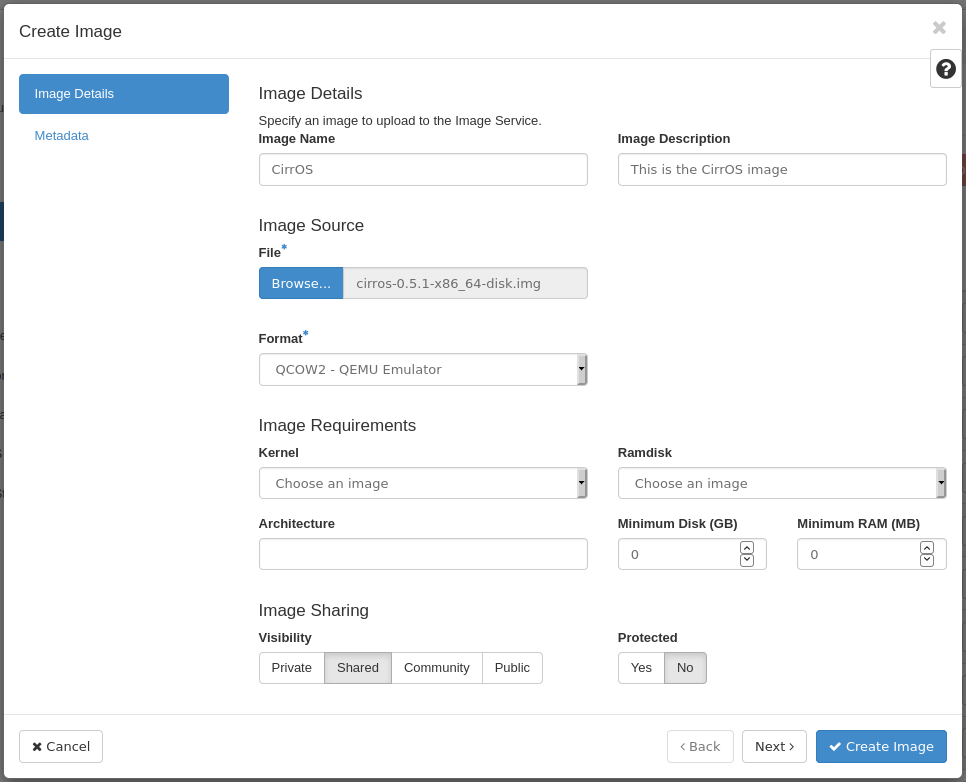 Create Image
Image Details
Metadata
Image Details
Specify an image to upload to the Image Service.
Image Name
Image Description
CirrOS
This is the CirrOS image
Image Source
File*
Browse... cirros-0.5.1-x86_64-disk.img
Format*
QCOW2 - QEMU Emulator
Image Requirements
Kernel
Ramdisk
Choose an image
Choose an image
Architecture
Minimum Disk (GB)
Minimum RAM (MB)
0
0
Image Sharing
Visibility
Protected
Private Shared Community Public
Yes No
Cancel
‹ Back
Next ›
Create Image